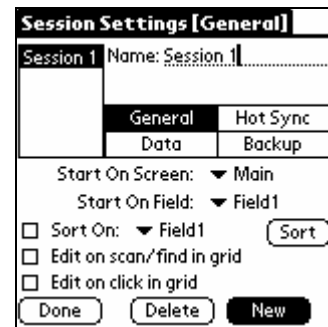 Session Settings [General]
Session 1 Name: Session 1
General Hot Sync
Data Backup
Start On Screen: Main
Start On Field: Field1
Sort On: Field1 Sort
Edit on scan/find in grid
Edit on click in grid
Done Delete New